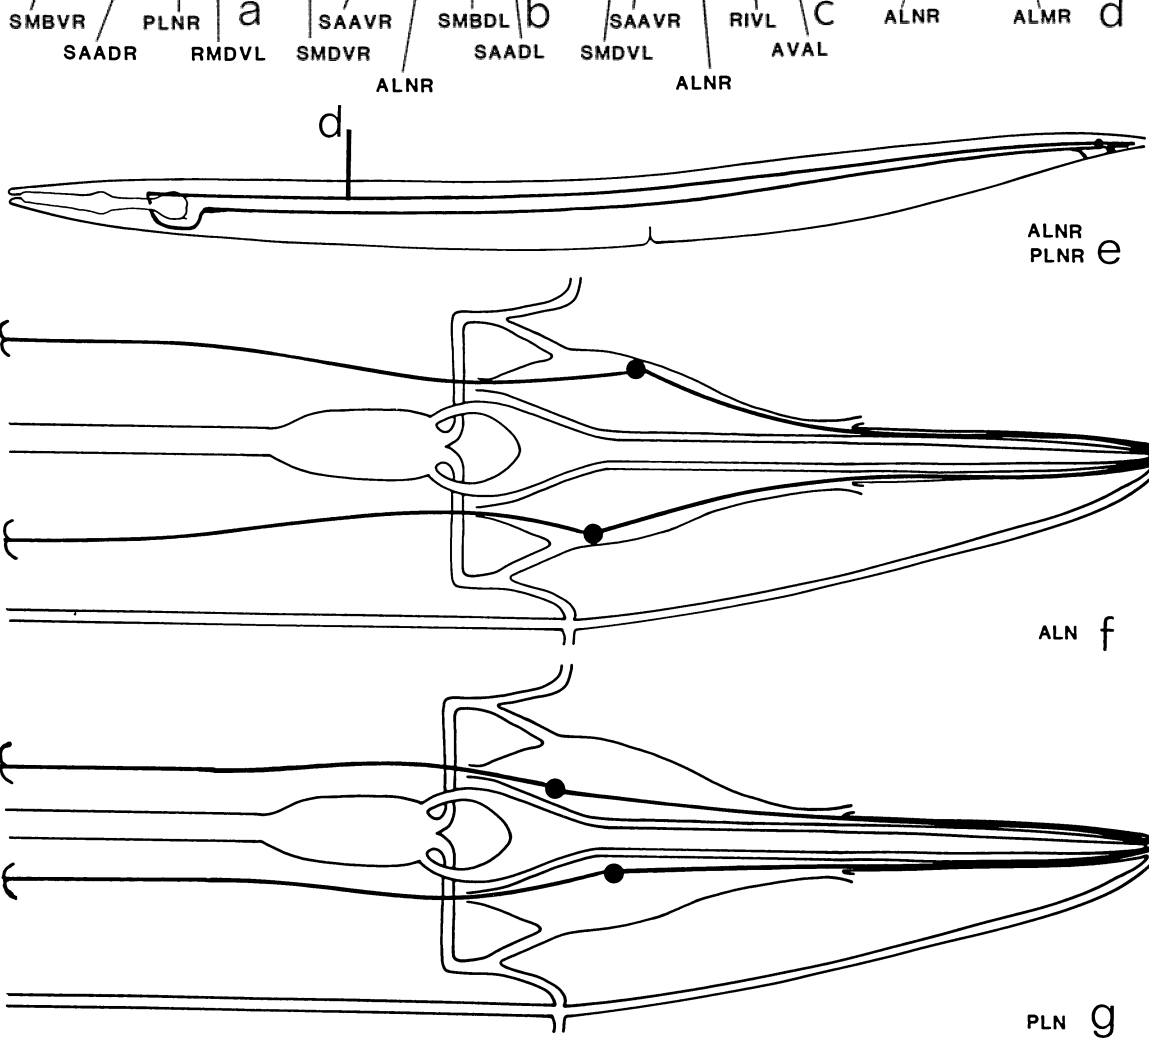 SMBVR PLNR a SAAVR SMBDL b SAAVR RIVL c ALNR ALMR d
SAADR RMDVL SMDVR SAADL SMDVL AVAL
ALNR ALNR
d
ALNR
PLNR e
ALN f
PLN g